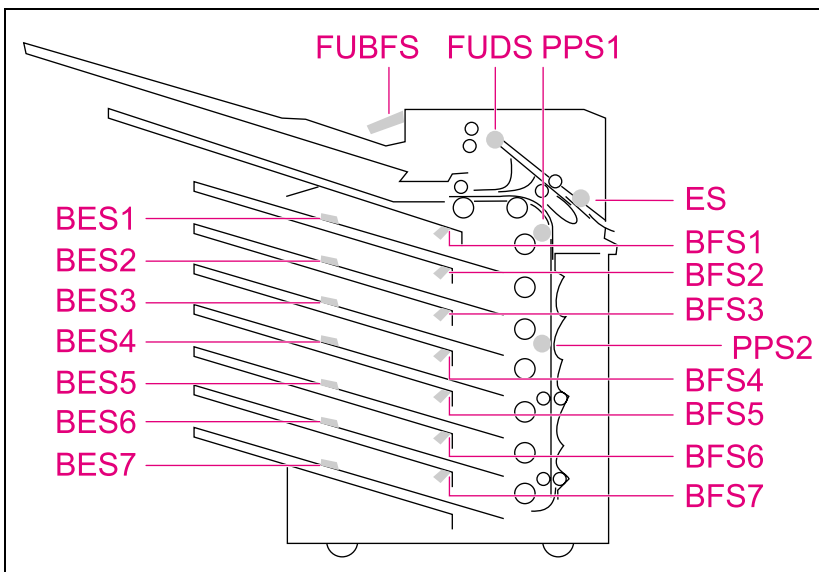 FUBFS FUDS PPS1
ES
BES1
BES2
BES3
BES4
BES5
BES6
BES7
BFS1
BFS2
BFS3
PPS2
BFS4
BFS5
BFS6
BFS7